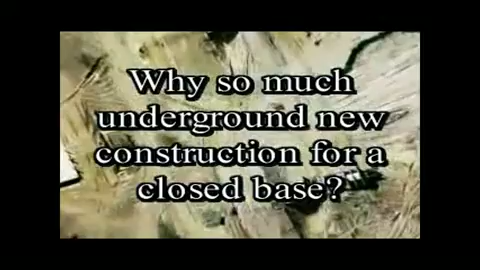 Why so much
underground new
construction for a
closed base?